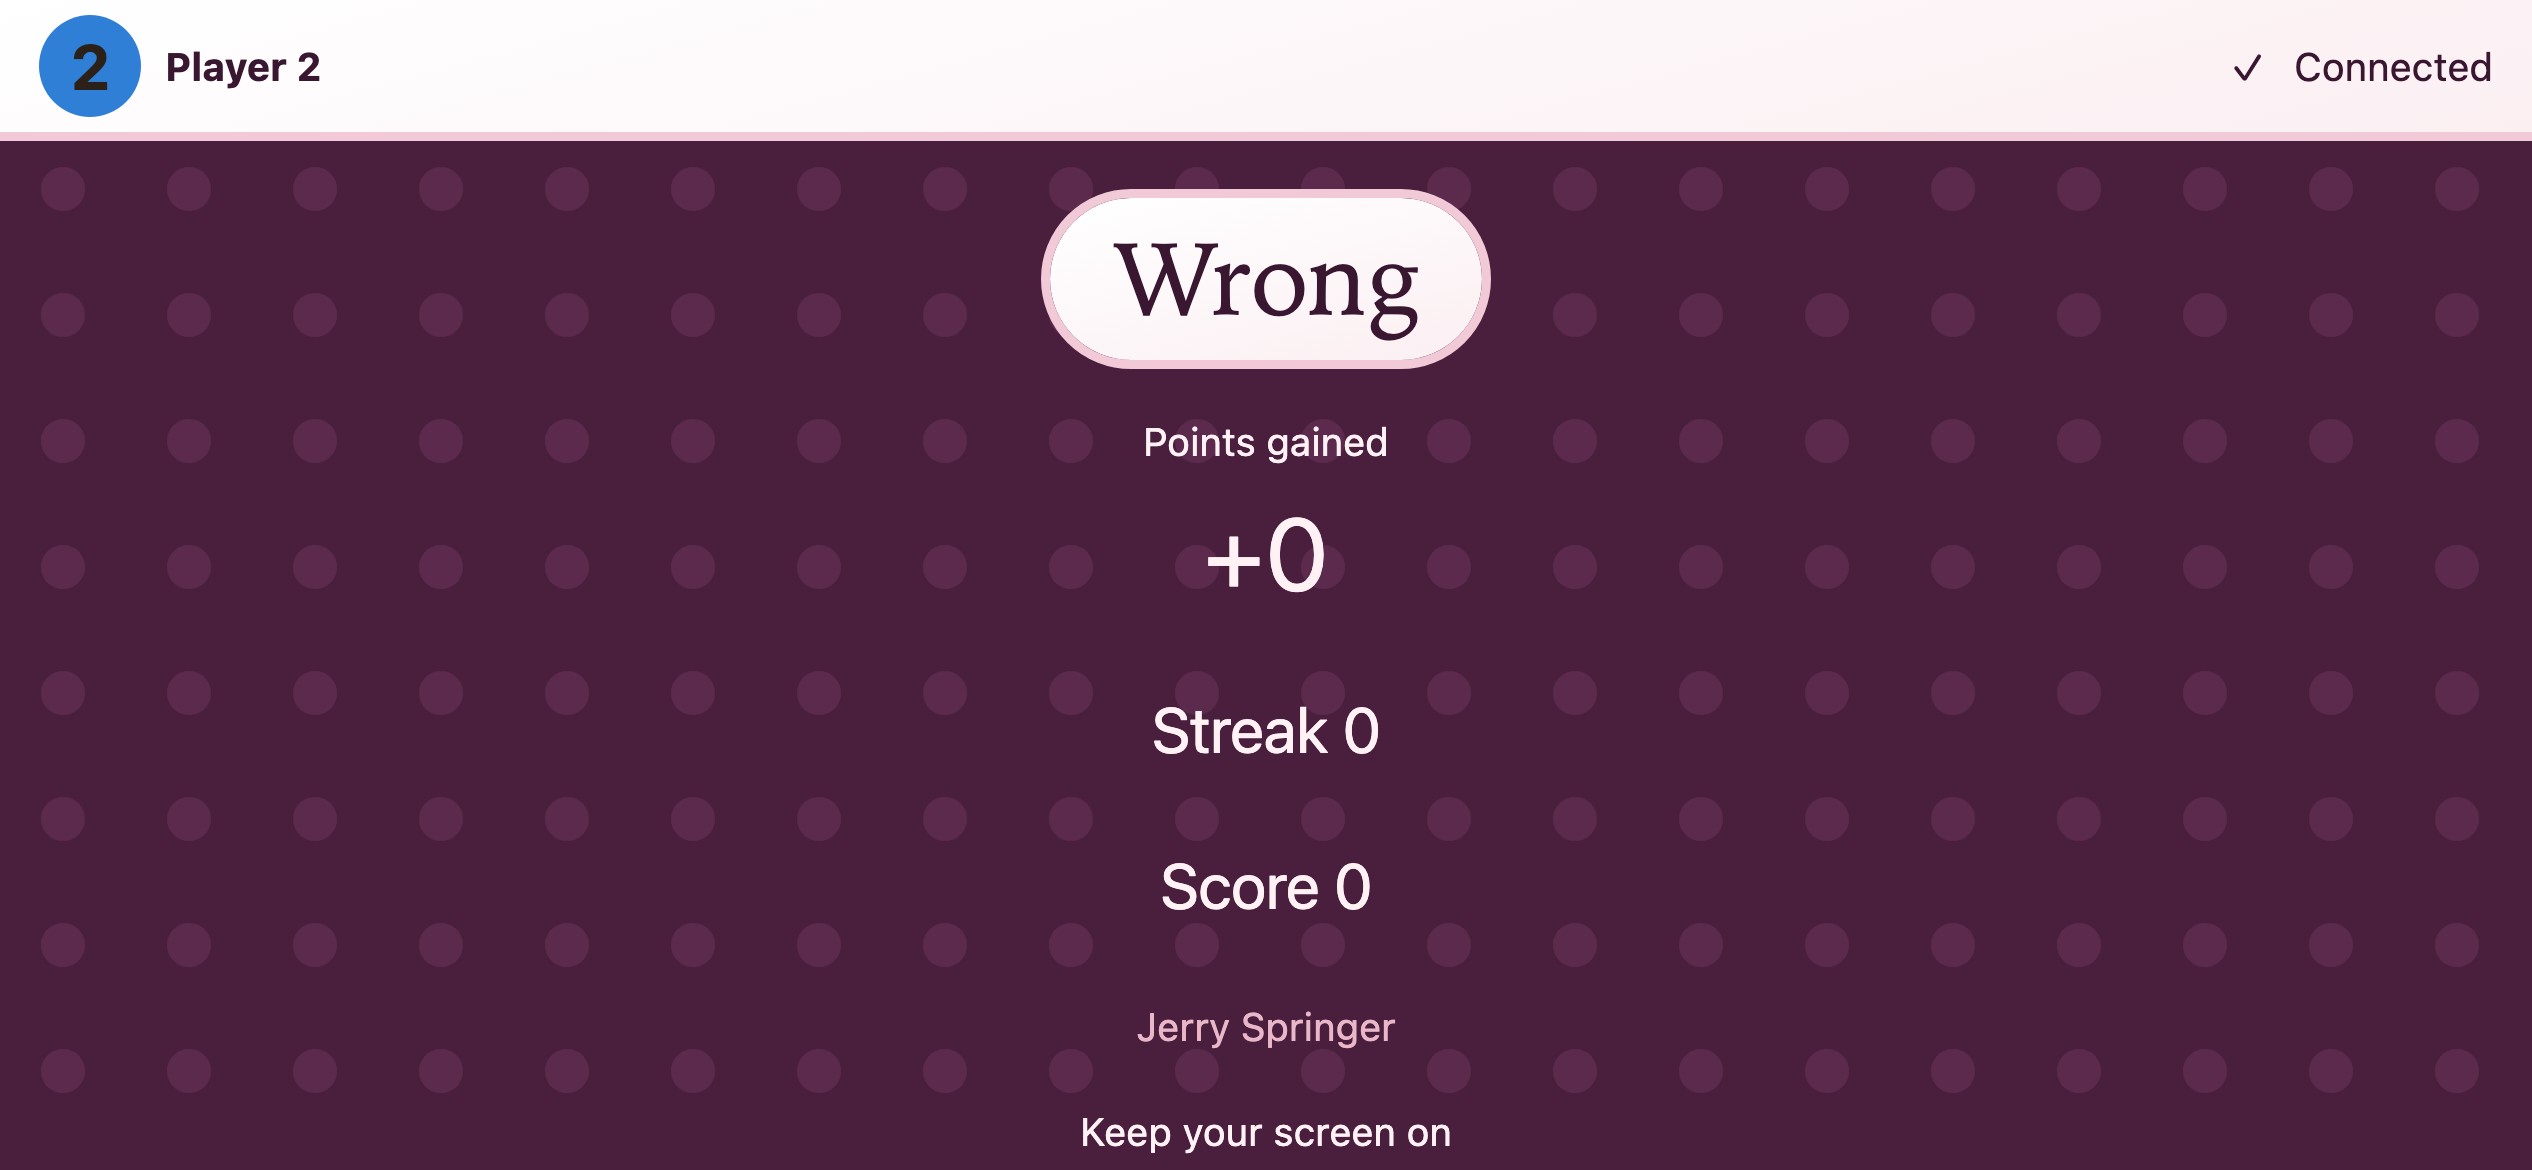 2
Player 2
✓ Connected
Wrong
Points gained
+0
Streak 0
Score 0
Jerry Springer
Keep your screen on